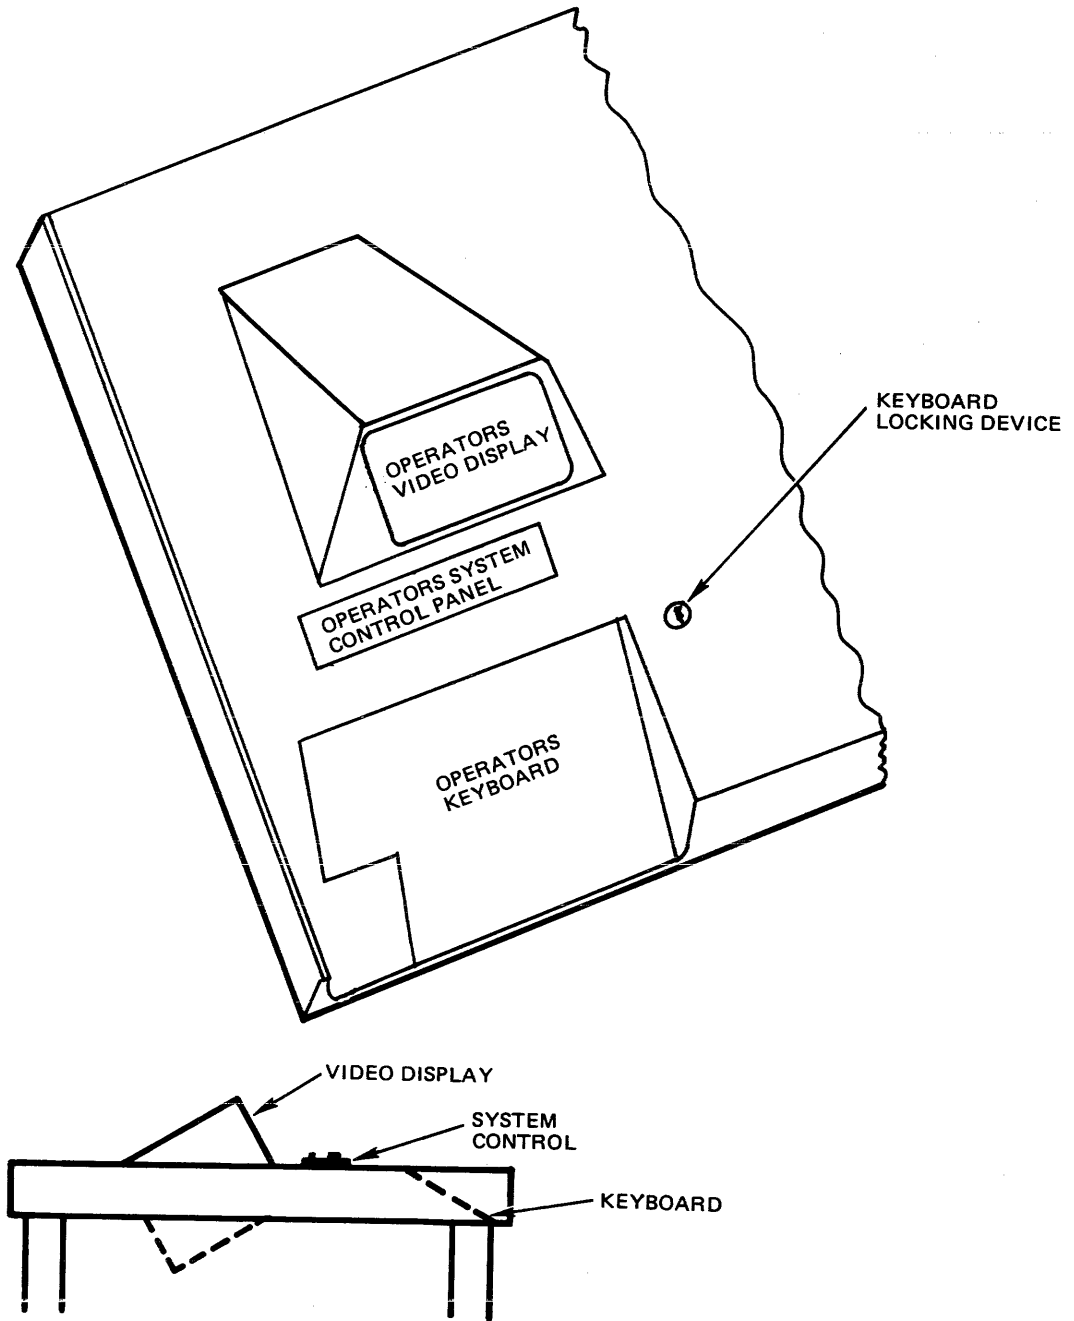 KEYBOARD
LOCKING DEVICE
OPERATORS
VIDEO DISPLAY
OPERATORS SYSTEM
CONTROL PANEL
OPERATORS
KEYBOARD
VIDEO DISPLAY
SYSTEM
CONTROL
KEYBOARD